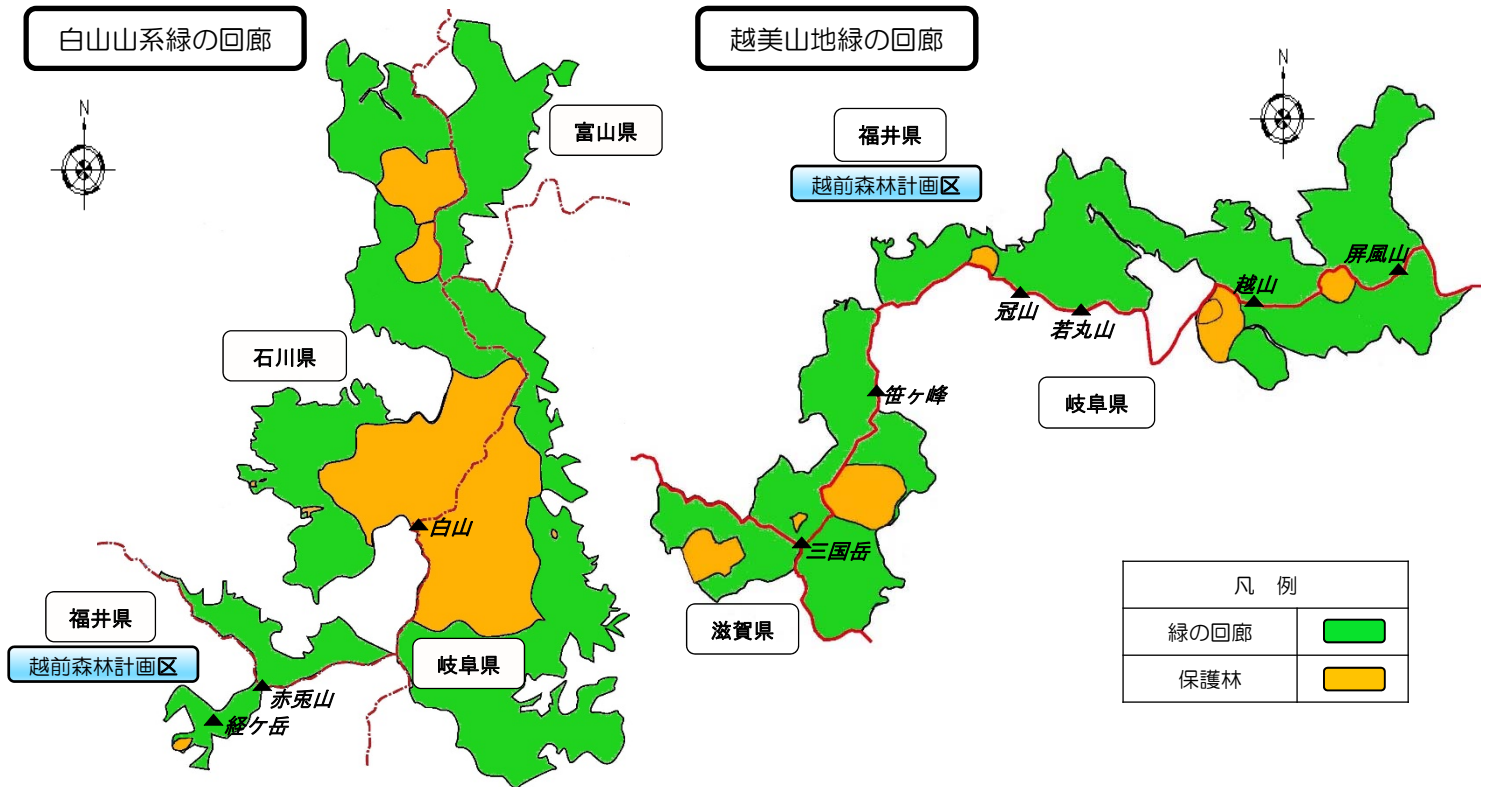 白山山系緑の回廊
N
富山県
石川県
白山
福井県
越前森林計画区
岐阜県
赤兎山
経ケ岳
越美山地緑の回廊
N
福井県
越前森林計画区
屏風山
越山
冠山
若丸山
笹ヶ峰
岐阜県
三国岳
滋賀県
凡 例
緑の回廊
保護林